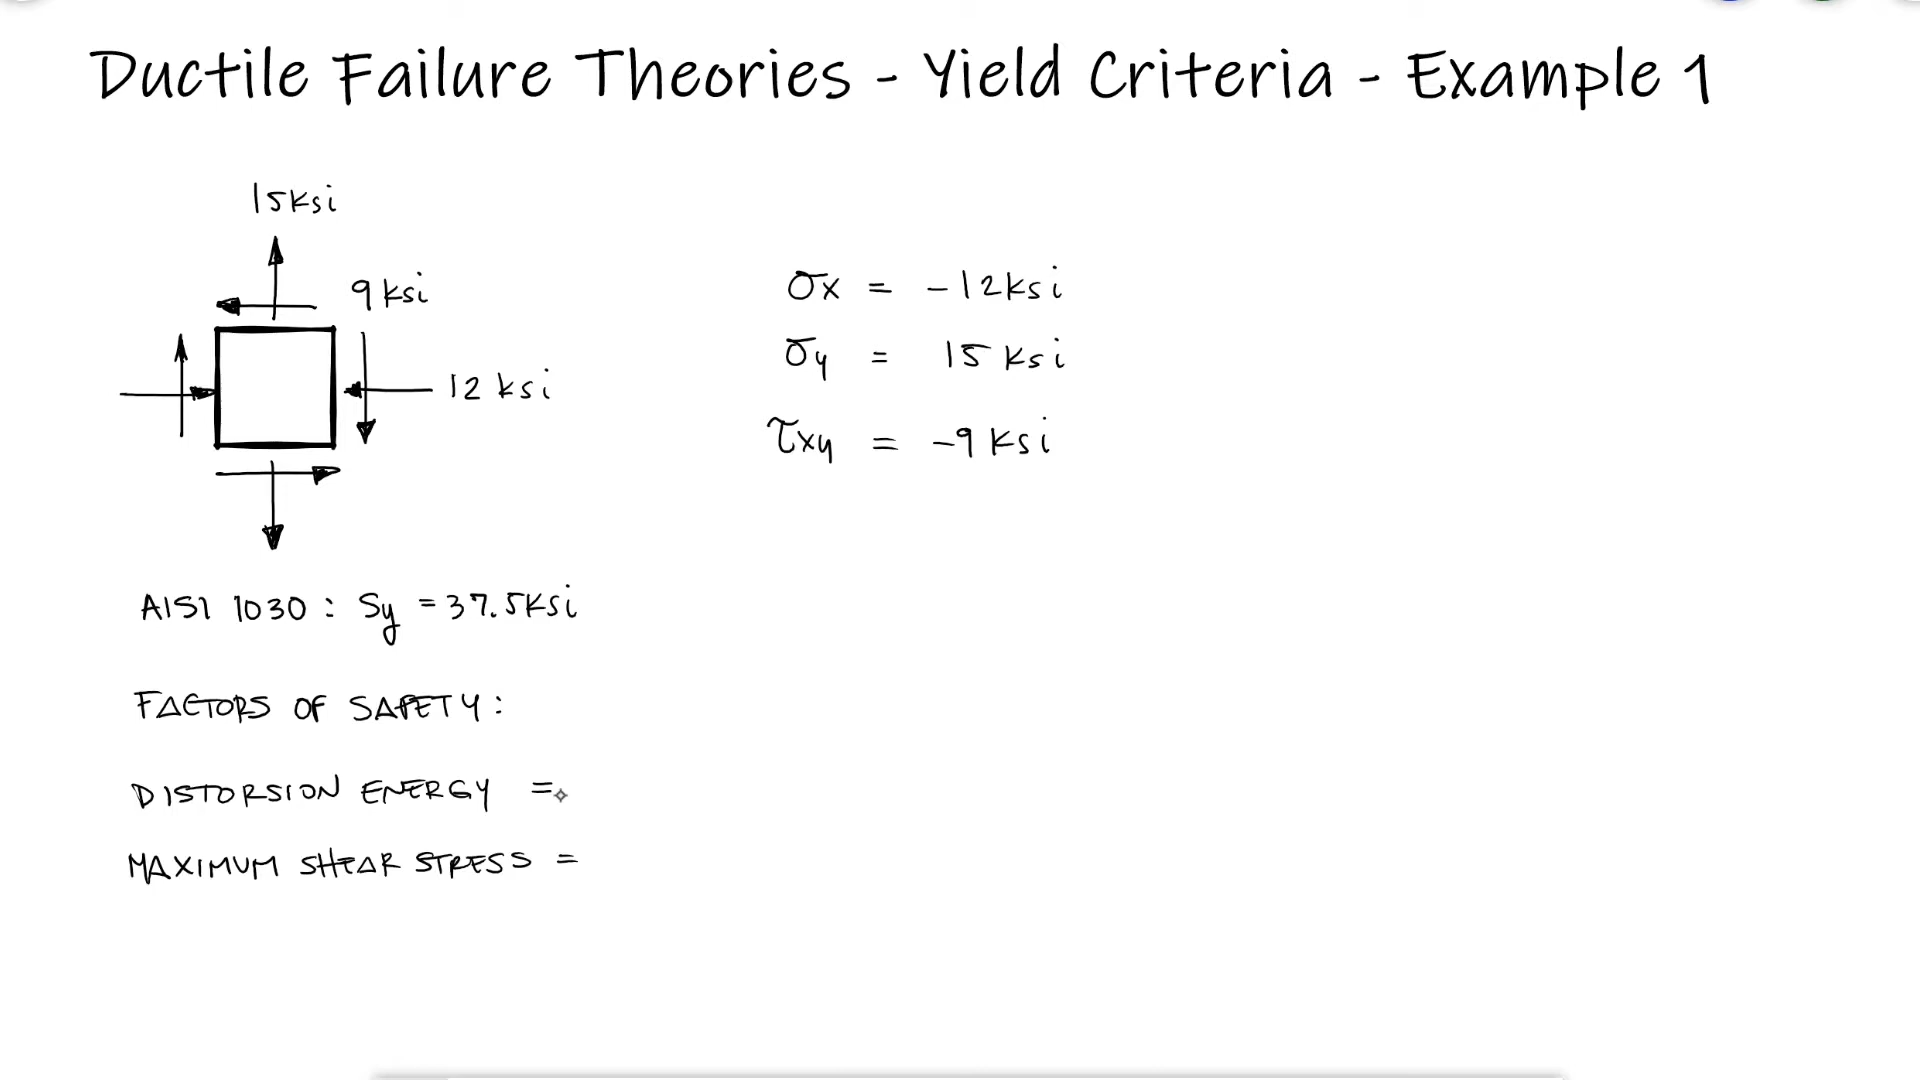 Ductile Failure Theories - Yield Criteria - Example 1
15ksi
9ksi
12 ksi
σx = -12ksi
σy = 15 ksi
τxy = -9 ksi
AISI 1030 : Sy = 37.5ksi
FACTORS OF SAFETY :
DISTORSION ENERGY =
MAXIMUM SHEAR STRESS =